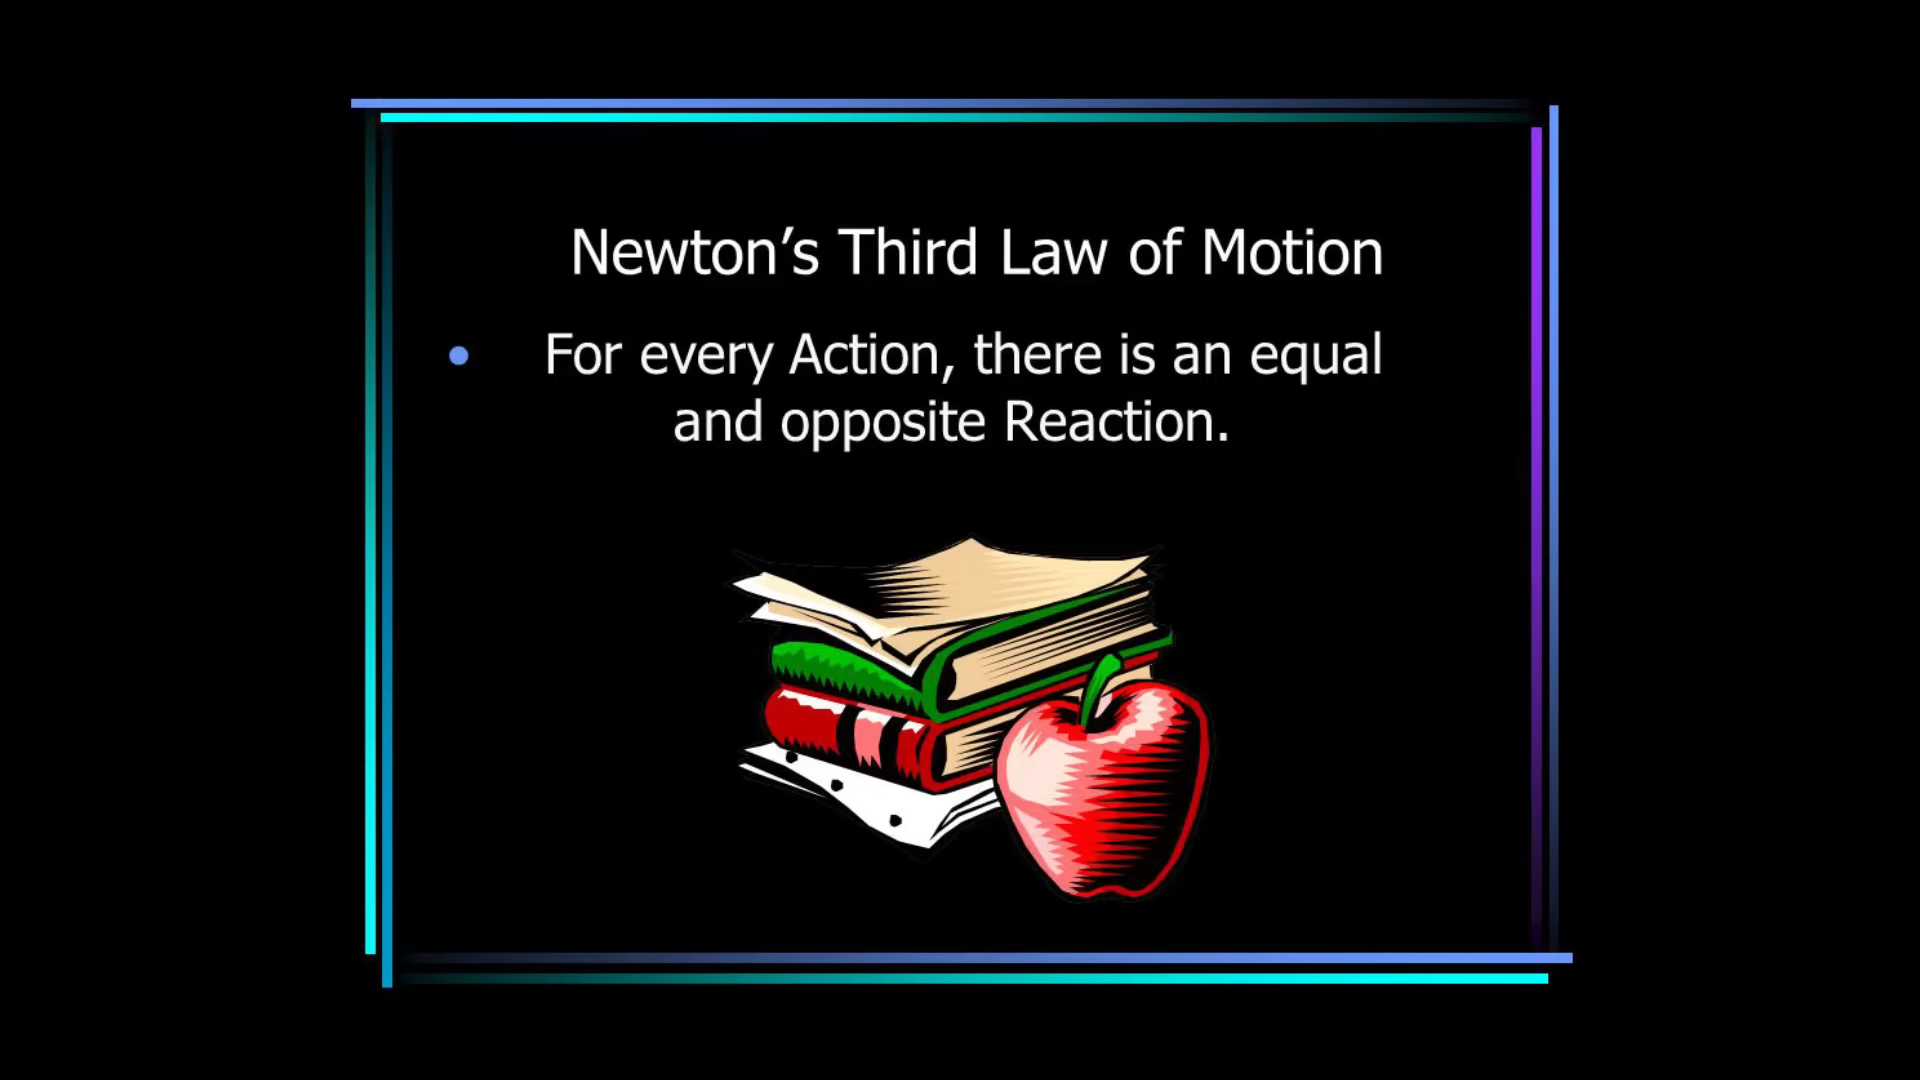 Newton’s Third Law of Motion
• For every Action, there is an equal
and opposite Reaction.